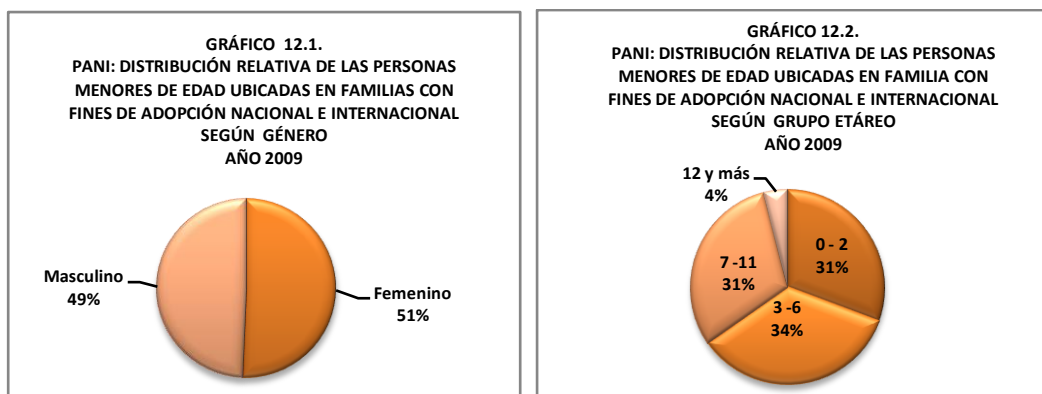 GRÁFICO 12.1.
PANI: DISTRIBUCIÓN RELATIVA DE LAS PERSONAS
MENORES DE EDAD UBICADAS EN FAMILIAS CON
FINES DE ADOPCIÓN NACIONAL E INTERNACIONAL
SEGÚN GÉNERO
AÑO 2009
Masculino
49%
Femenino
51%
GRÁFICO 12.2.
PANI: DISTRIBUCIÓN RELATIVA DE LAS PERSONAS
MENORES DE EDAD UBICADAS EN FAMILIA CON
FINES DE ADOPCIÓN NACIONAL E INTERNACIONAL
SEGÚN GRUPO ETÁREO
AÑO 2009
12 y más
4%
0 - 2
31%
7 -11
31%
3 -6
34%